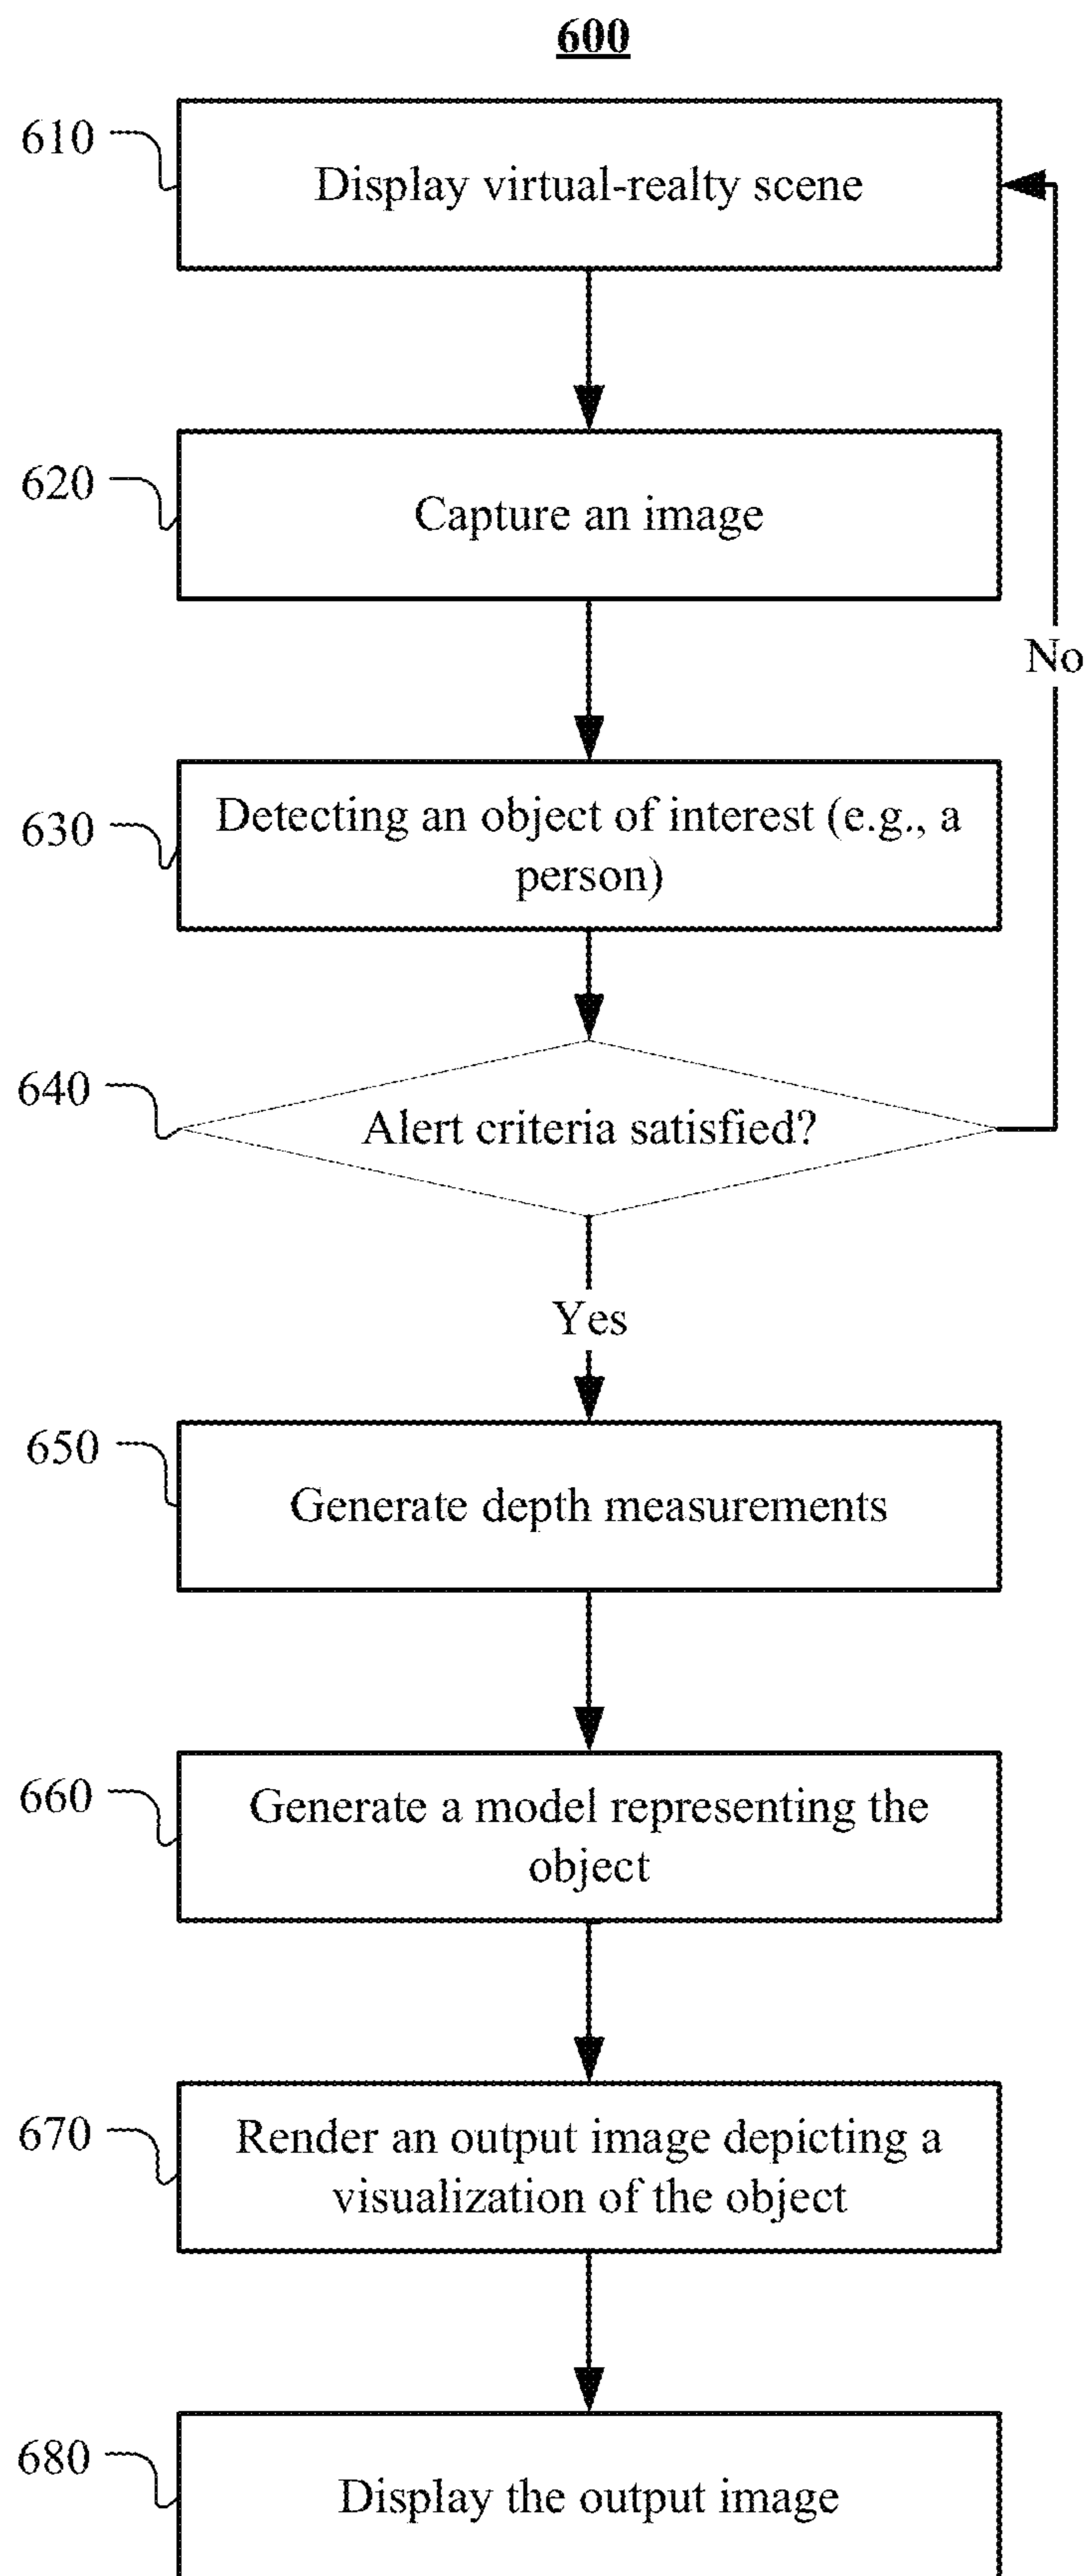 600
610
Display virtual-realty scene
620
Capture an image
No
630
Detecting an object of interest (e.g., a
person)
640
Alert criteria satisfied?
Yes
650
Generate depth measurements
660
Generate a model representing the
object
670
Render an output image depicting a
visualization of the object
680
Display the output image